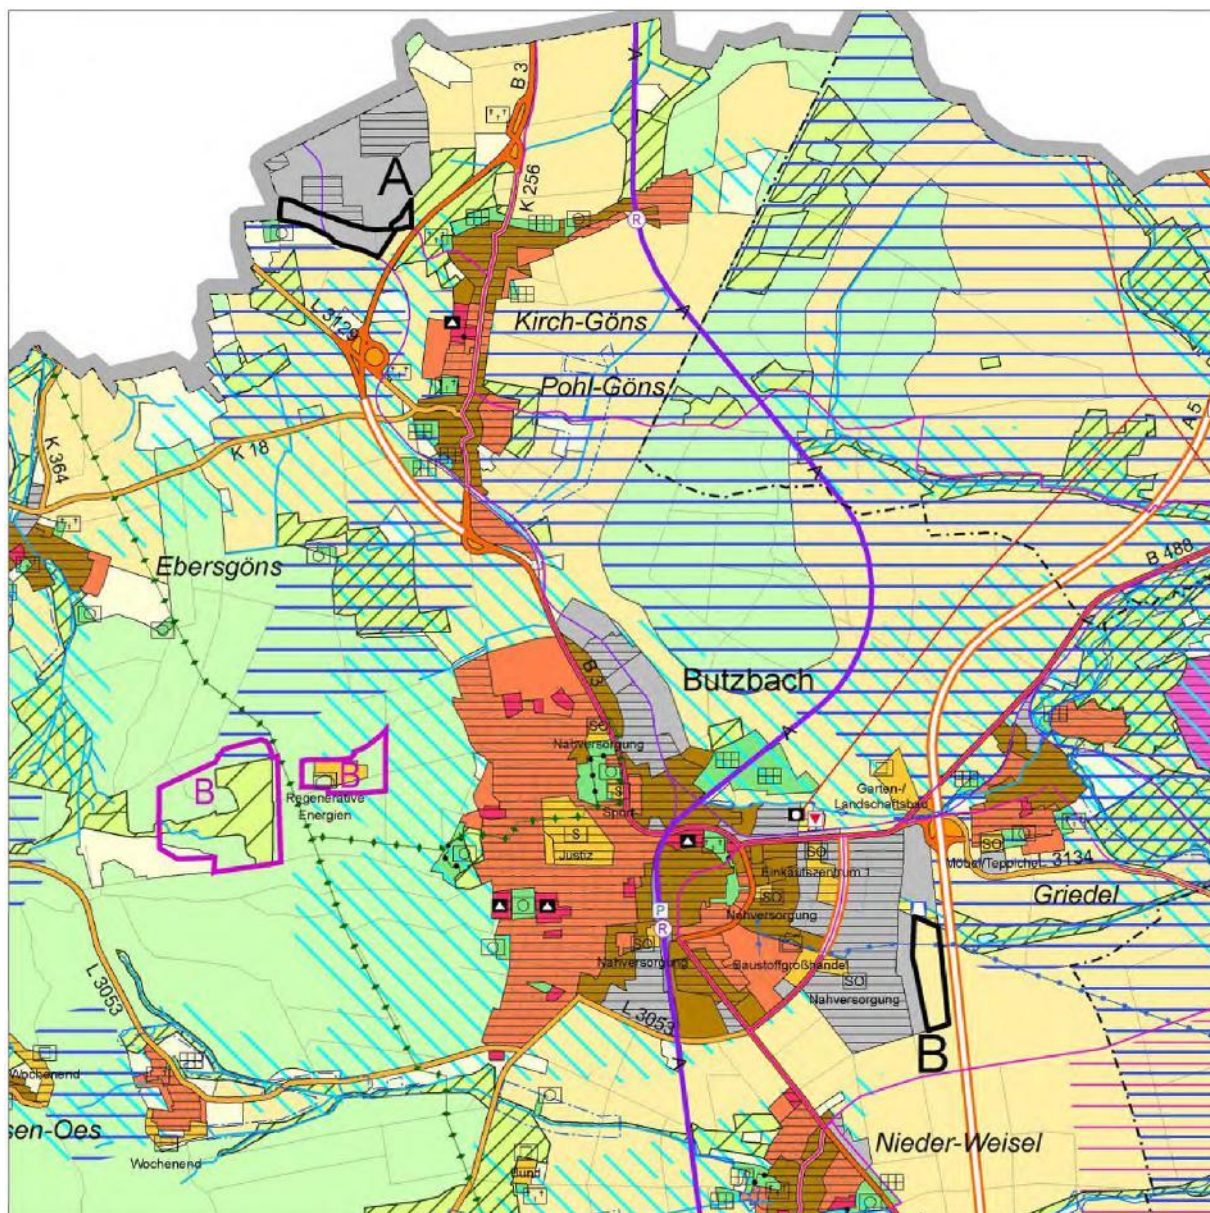 B 3
A
A
K 256
R
L 3129
Kirch-Göns
A
Pohl-Göns
A 5
K 364
K 18
A
B 488
Ebersgöns
B 3
Butzbach
SO
Nahversorgung
A
B
B
Regenerative
Energien
S
Sport
Garten-/
Landschaftsbau
S
Justiz
SO
Einkaufszentrum 1
SO
Möbel/Teppiche
L 3134
SO
Nahversorgung
Griedel
P
R
SO
Nahversorgung
Baustoffgroßhandel
SO
Nahversorgung
L 3053
L 3053
A
B
Wochenend
sen-Oes
Wochenend
Nieder-Weisel
Bund